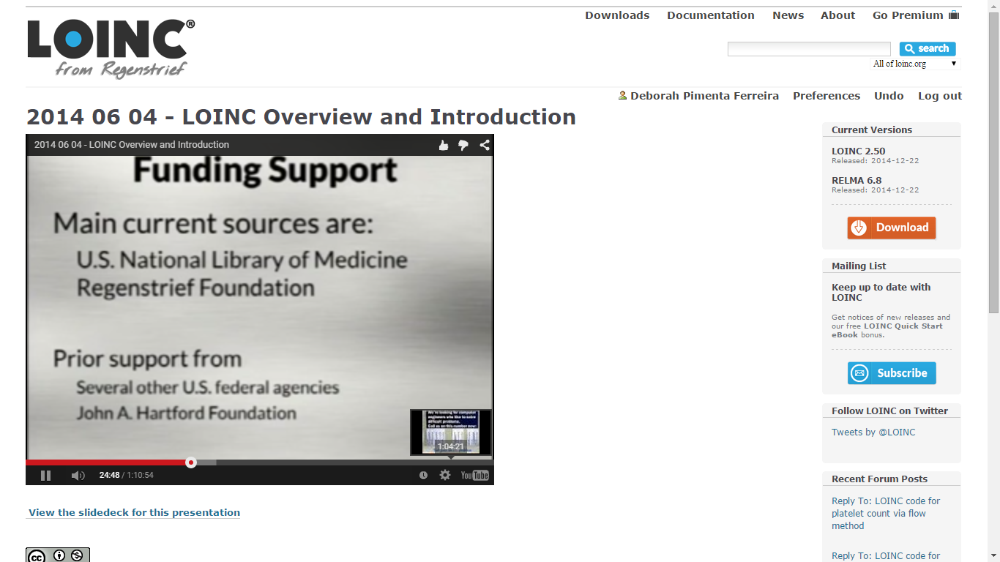 Downloads Documentation News About Go Premium
LOINC®
from Regenstrief
search
All of loinc.org
Deborah Pimenta Ferreira Preferences Undo Log out
2014 06 04 - LOINC Overview and Introduction
2014 06 04 - LOINC Overview and Introduction
Funding Support
Main current sources are:
U.S. National Library of Medicine
Regenstrief Foundation
Prior support from
Several other U.S. federal agencies
John A. Hartford Foundation
We're looking for computer
engineers who like to solve
difficult problems.
Call us on this number now:
1:04:21
24:48 / 1:10:54
YouTube
View the slidedeck for this presentation
cc
Current Versions
LOINC 2.50
Released: 2014-12-22
RELMA 6.8
Released: 2014-12-22
Download
Mailing List
Keep up to date with
LOINC
Get notices of new releases and
our free LOINC Quick Start
eBook bonus.
Subscribe
Follow LOINC on Twitter
Tweets by @LOINC
Recent Forum Posts
Reply To: LOINC code for
platelet count via flow
method
Reply To: LOINC code for